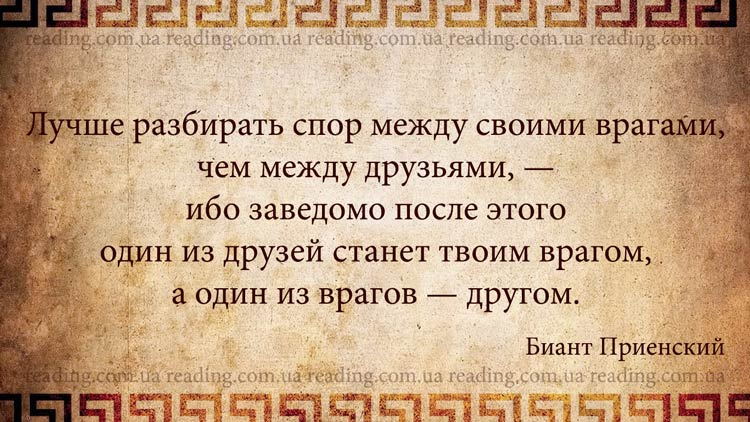 reading.com.ua reading.com.ua reading.com.ua reading.com.ua reading.com.ua
Лучше разбирать спор между своими врагами,
чем между друзьями, —
ибо заведомо после этого
один из друзей станет твоим врагом,
а один из врагов — другом.
Биант Приенский
reading.com.ua reading.com.ua reading.com.ua reading.com.ua reading.com.ua